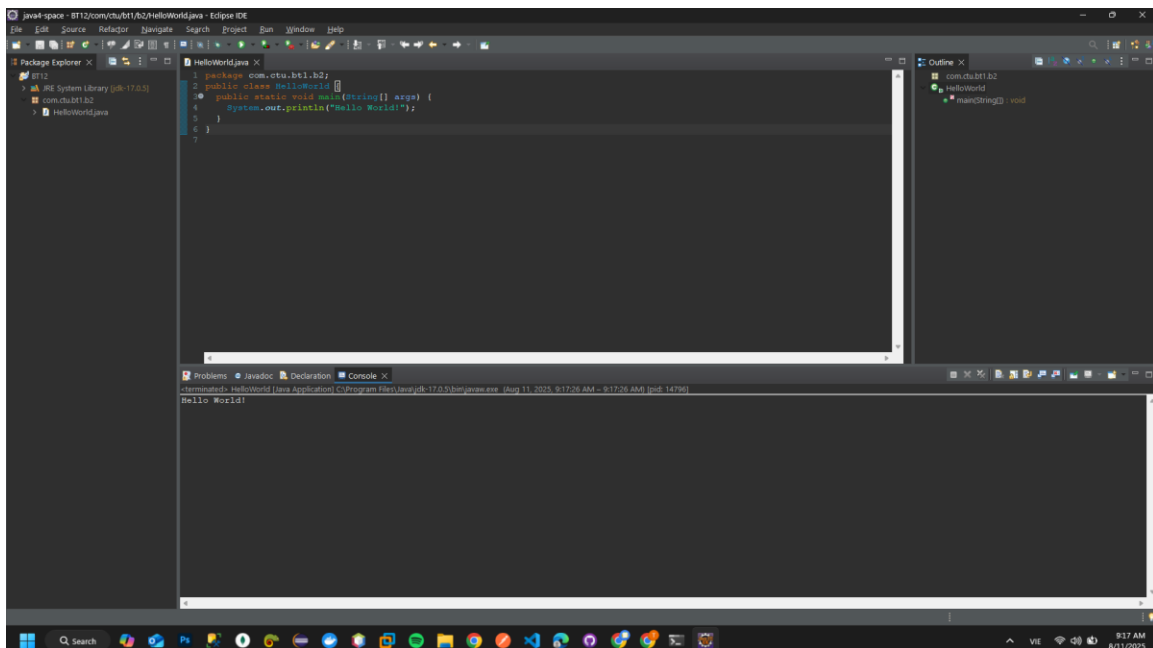 java4-space - BT12/com/ctu/bt1/b2/HelloWorld.java - Eclipse IDE
File Edit Source Refactor Navigate Search Project Run Window Help
Package Explorer
BT12
JRE System Library [jdk-17.0.5]
com.ctu.bt1.b2
HelloWorld.java
HelloWorld.java
1 package com.ctu.bt1.b2;
2 public class HelloWorld {
3 public static void main(String[] args) {
4 System.out.println("Hello World!");
5 }
6 }
7
Outline
com.ctu.bt1.b2
HelloWorld
main(String[]) : void
Problems Javadoc Declaration Console
<terminated> HelloWorld [Java Application] C:\Program Files\Java\jdk-17.0.5\bin\javaw.exe (Aug 11, 2025, 9:17:26 AM – 9:17:26 AM) [pid: 14796]
Hello World!
Search
Ps
VIE
9:17 AM
8/11/2025